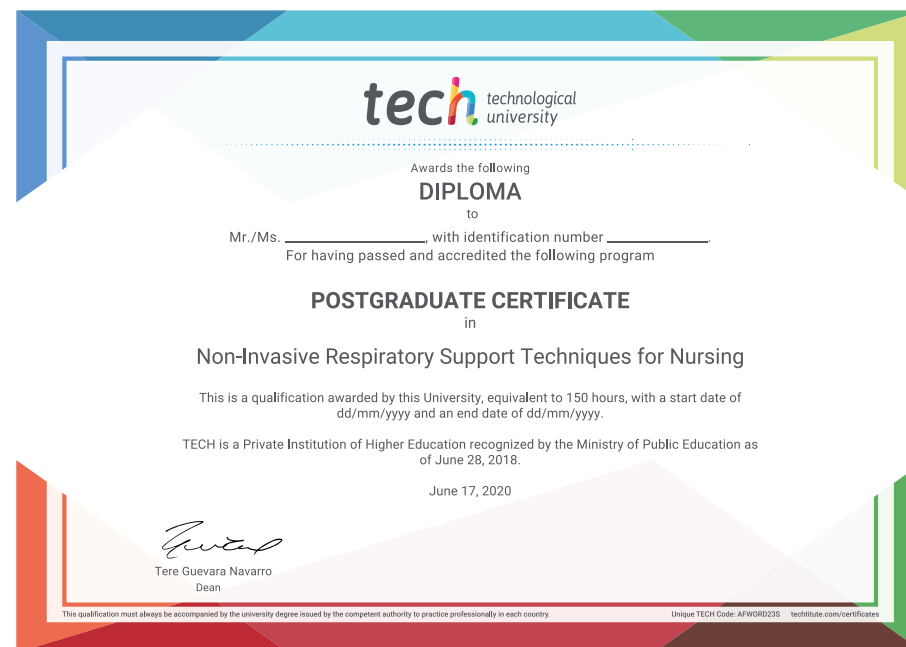 tech technological
university
Awards the following
DIPLOMA
to
Mr./Ms. ____________________, with identification number ______________.
For having passed and accredited the following program
POSTGRADUATE CERTIFICATE
in
Non-Invasive Respiratory Support Techniques for Nursing
This is a qualification awarded by this University, equivalent to 150 hours, with a start date of
dd/mm/yyyy and an end date of dd/mm/yyyy.
TECH is a Private Institution of Higher Education recognized by the Ministry of Public Education as
of June 28, 2018.
June 17, 2020
Tere Guevara Navarro
Dean
This qualification must always be accompanied by the university degree issued by the competent authority to practice professionally in each country. Unique TECH Code: AFWORD23S techtitute.com/certificates